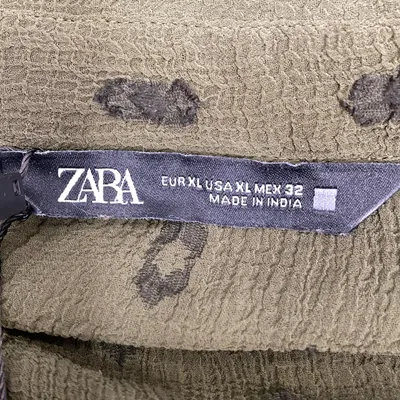 ZARA
EUR XL USA XL MEX 32
MADE IN INDIA